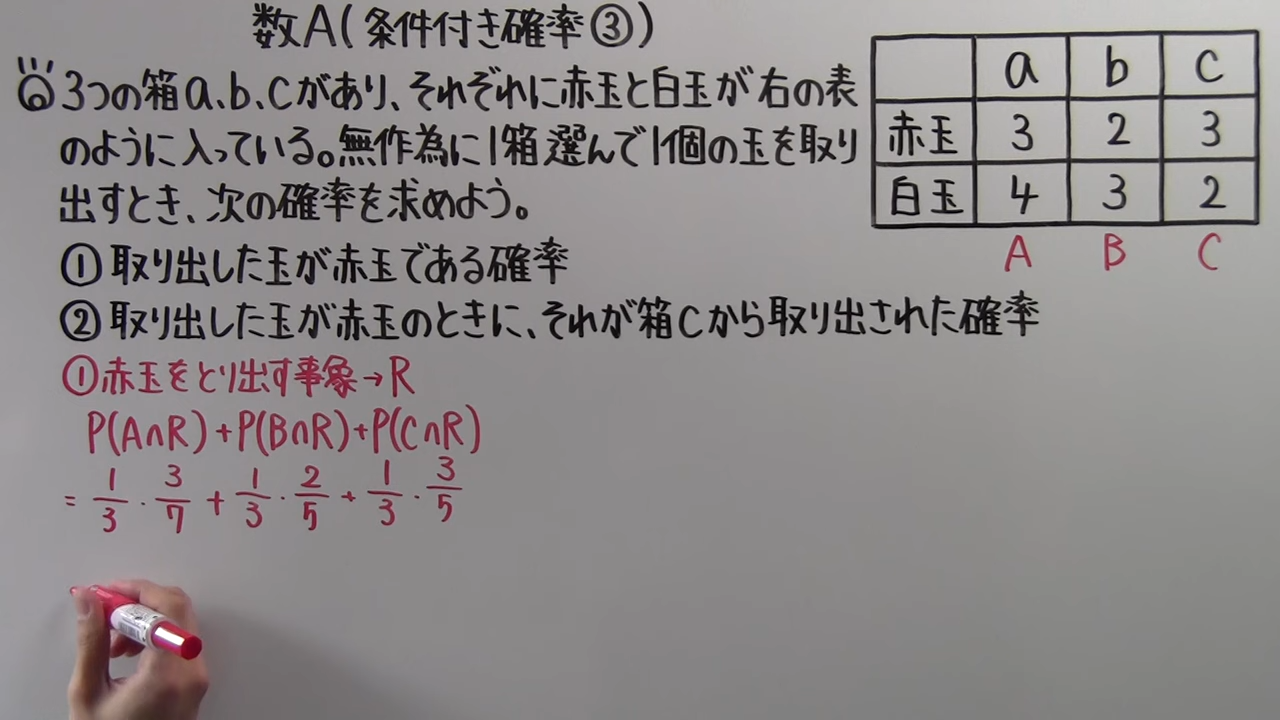 数A(条件付き確率③)
3つの箱a、b、cがあり、それぞれに赤玉と白玉が右の表
のように入っている。無作為に1箱選んで1個の玉を取り
出すとき、次の確率を求めよう。
a b c
赤玉 3 2 3
白玉 4 3 2
A B C
①取り出した玉が赤玉である確率
②取り出した玉が赤玉のときに、それが箱cから取り出された確率
①赤玉をとり出す事象→R
P(A∩R)+P(B∩R)+P(C∩R)
= 1/3 · 3/7 + 1/3 · 2/5 + 1/3 · 3/5